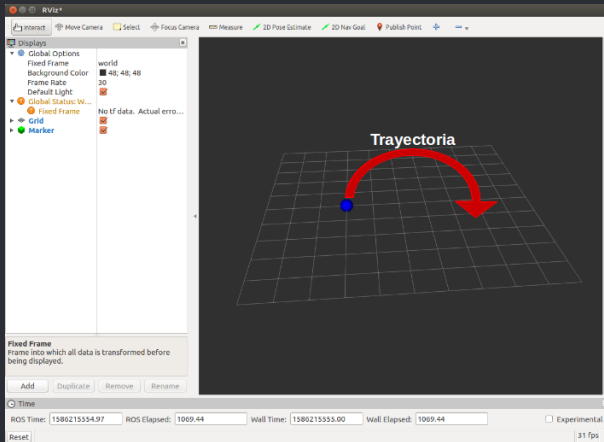 RViz*
Interact Move Camera Select Focus Camera Measure 2D Pose Estimate 2D Nav Goal Publish Point
Displays
Global Options
Fixed Frame world
Background Color 48; 48; 48
Frame Rate 30
Default Light
Global Status: W...
Fixed Frame No tf data. Actual erro...
Grid
Marker
Trayectoria
Fixed Frame
Frame into which all data is transformed before
being displayed.
Add Duplicate Remove Rename
Time
ROS Time: 1586215554.97 ROS Elapsed: 1069.44 Wall Time: 1586215555.00 Wall Elapsed: 1069.44 Experimental
Reset 31 fps